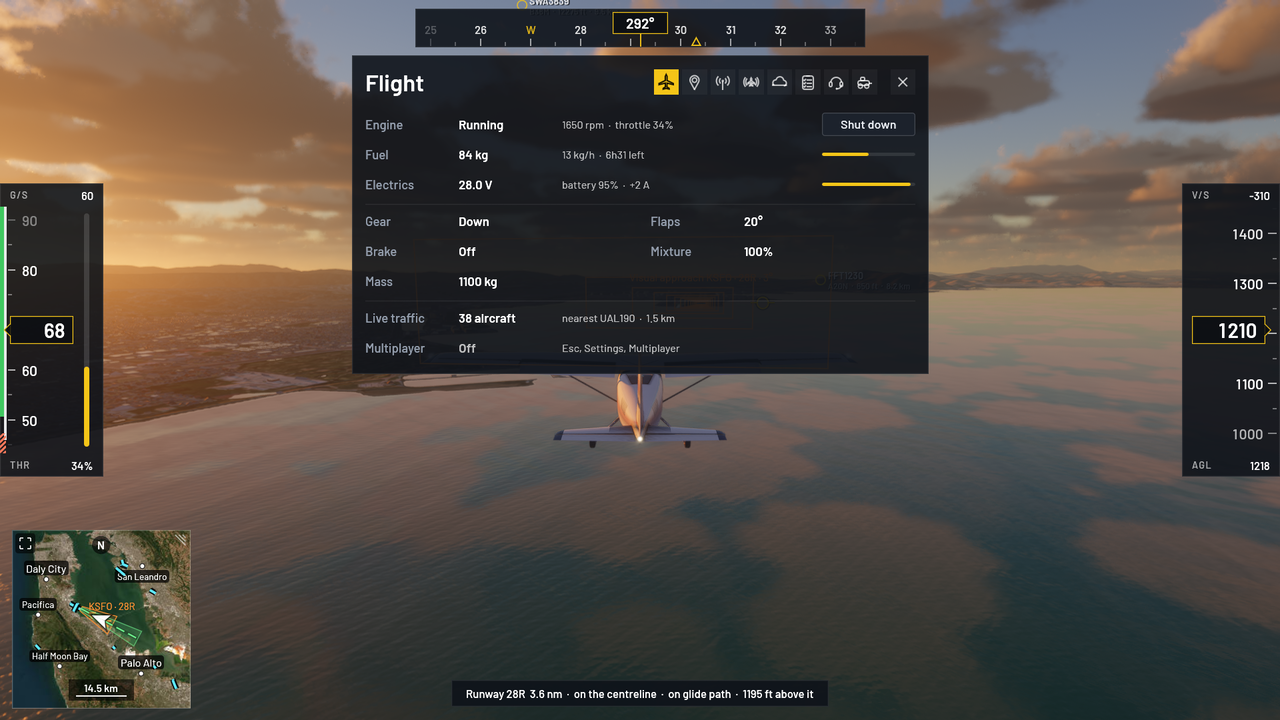 SWA3839
25 26 W 28 292° 30 31 32 33
Flight
Engine Running 1650 rpm · throttle 34% Shut down
Fuel 84 kg 13 kg/h · 6h31 left
Electrics 28.0 V battery 95% · +2 A
Gear Down Flaps 20°
Brake Off Mixture 100%
Mass 1100 kg
Live traffic 38 aircraft nearest UAL190 · 1.5 km
Multiplayer Off Esc, Settings, Multiplayer
G/S 60
90
80
68
60
50
THR 34%
V/S -310
1400
1300
1210
1100
1000
AGL 1218
N
Daly City
San Leandro
Pacifica
KSFO · 28R
Half Moon Bay
Palo Alto
14.5 km
Runway 28R 3.6 nm · on the centreline · on glide path · 1195 ft above it